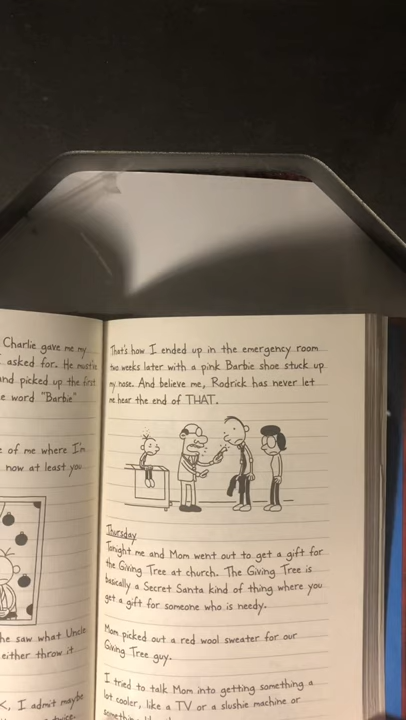 Charlie gave me my
asked for. He must've
and picked up the first
e word "Barbie"
e of me where I'm
now at least you
he saw what Uncle
either throw it
I admit maybe
twice.
That's how I ended up in the emergency room
two weeks later with a pink Barbie shoe stuck up
my nose. And believe me, Rodrick has never let
me hear the end of THAT.
Thursday
Tonight me and Mom went out to get a gift for
the Giving Tree at church. The Giving Tree is
basically a Secret Santa kind of thing where you
get a gift for someone who is needy.
Mom picked out a red wool sweater for our
Giving Tree guy.
I tried to talk Mom into getting something a
lot cooler, like a TV or a slushie machine or
something